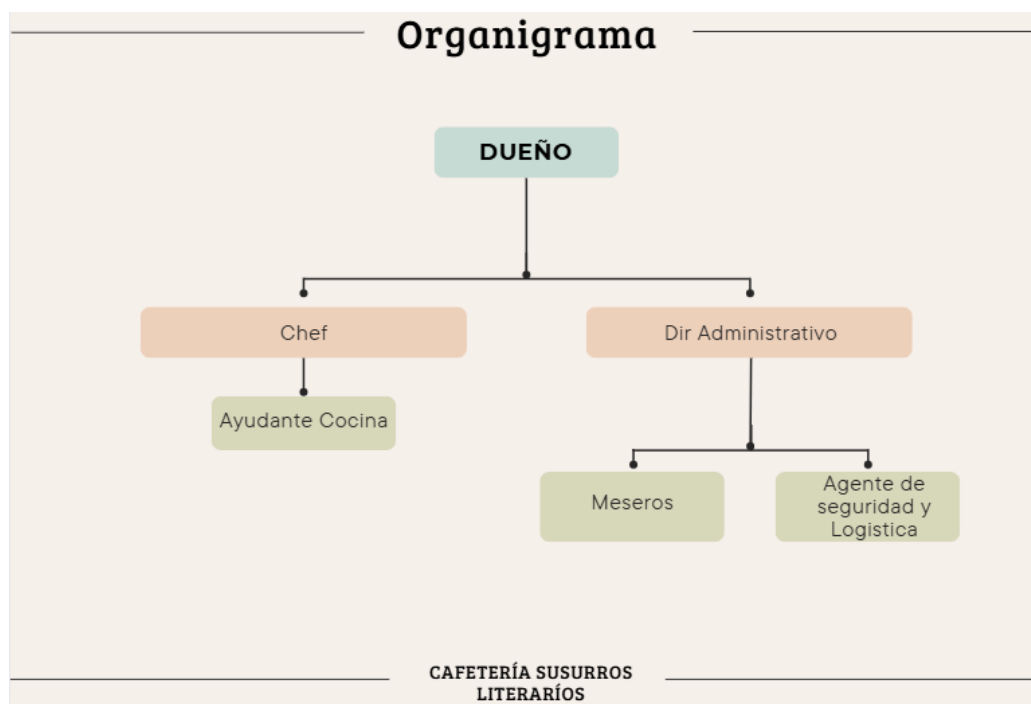 Organigrama
DUEÑO
Chef
Dir Administrativo
Ayudante Cocina
Meseros
Agente de
seguridad y
Logistica
CAFETERÍA SUSURROS
LITERARÍOS